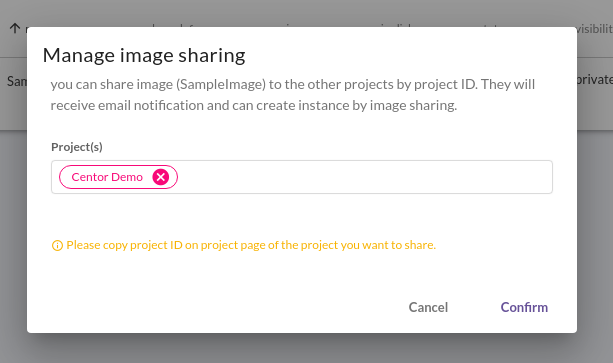 Manage image sharing
you can share image (SampleImage) to the other projects by project ID. They will
receive email notification and can create instance by image sharing.
Sam
private
Project(s)
Centor Demo
Please copy project ID on project page of the project you want to share.
Cancel
Confirm